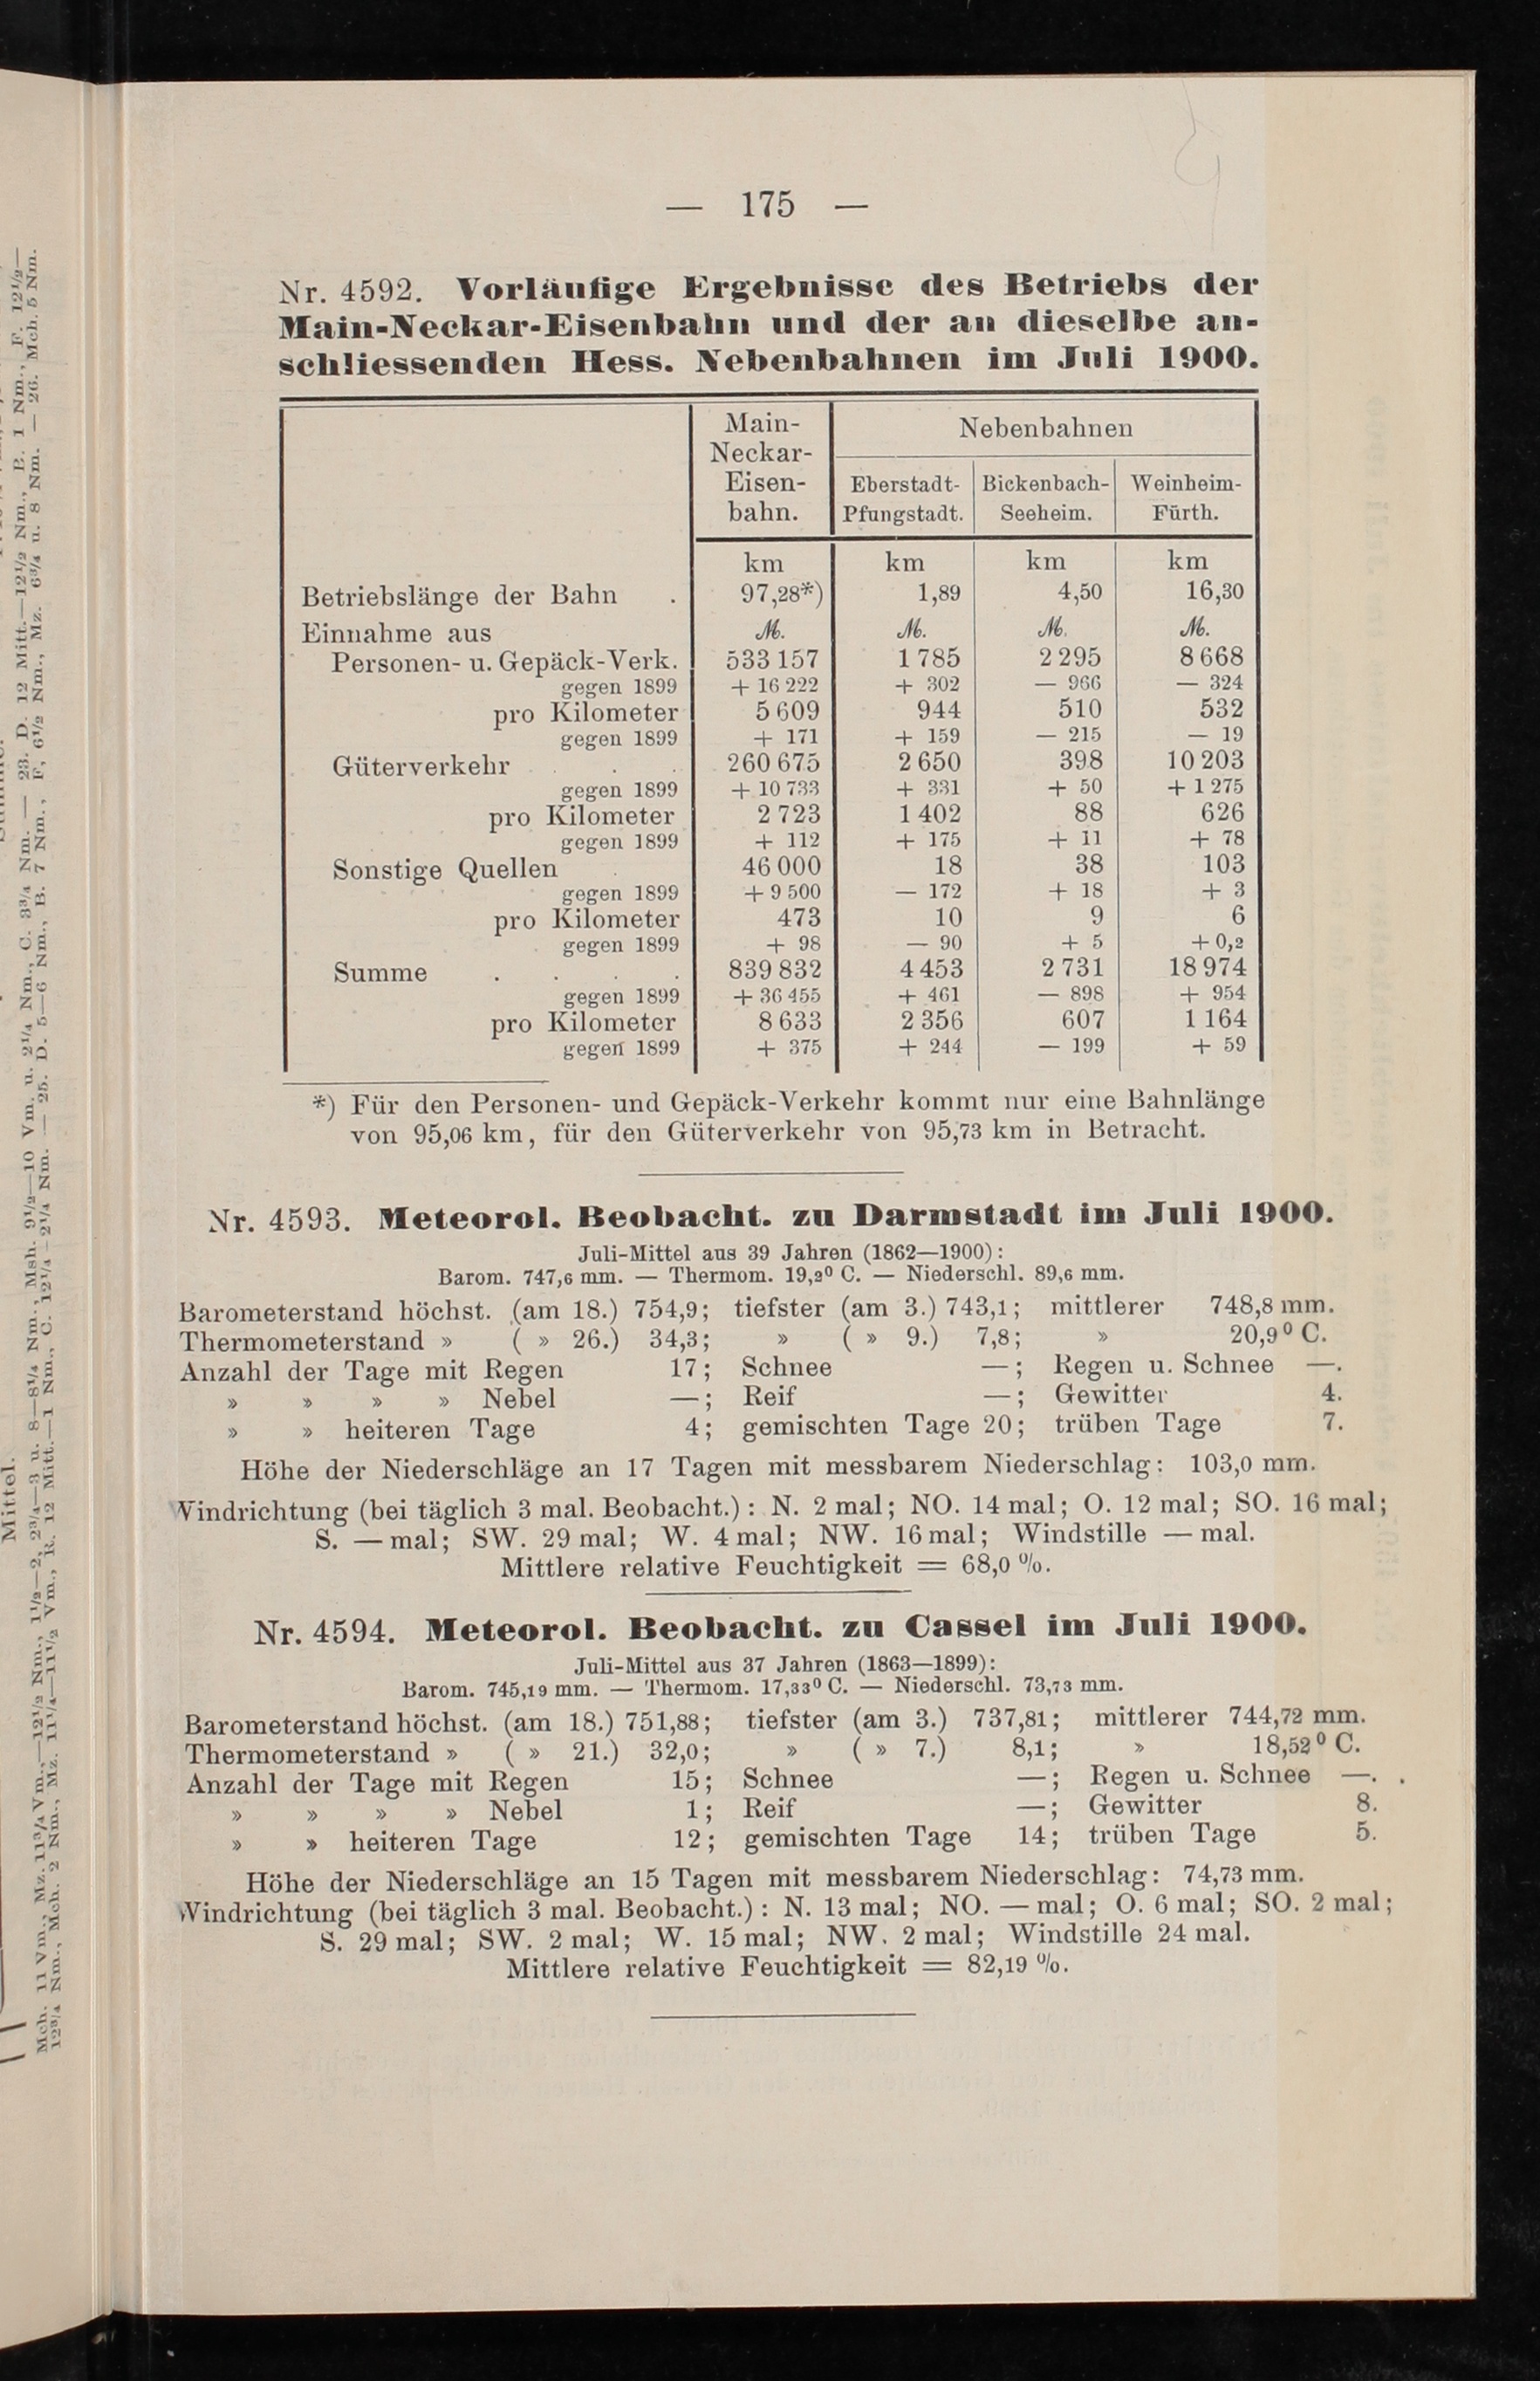 — 175 —
Nr. 4592. Vorläufige Ergebnisse des Betriebs der
Main-Neckar-Eisenbahn und der an dieselbe an-
schliessenden Hess. Nebenbahnen im Juli 1900.
Main-Neckar-Eisen-bahn. Nebenbahnen
Eberstadt-Pfungstadt. Bickenbach-Seeheim. Weinheim-Fürth.
km km km km
Betriebslänge der Bahn . 97,28*) 1,89 4,50 16,30
Einnahme aus ℳ. ℳ. ℳ. ℳ.
Personen- u. Gepäck-Verk. 533 157 1 785 2 295 8 668
gegen 1899 + 16 222 + 302 — 966 — 324
pro Kilometer 5 609 944 510 532
gegen 1899 + 171 + 159 — 215 — 19
Güterverkehr . . . 260 675 2 650 398 10 203
gegen 1899 + 10 733 + 331 + 50 + 1 275
pro Kilometer 2 723 1 402 88 626
gegen 1899 + 112 + 175 + 11 + 78
Sonstige Quellen 46 000 18 38 103
gegen 1899 + 9 500 — 172 + 18 + 3
pro Kilometer 473 10 9 6
gegen 1899 + 98 — 90 + 5 + 0,2
Summe . . . . 839 832 4 453 2 731 18 974
gegen 1899 + 36 455 + 461 — 898 + 954
pro Kilometer 8 633 2 356 607 1 164
gegen 1899 + 375 + 244 — 199 + 59
*) Für den Personen- und Gepäck-Verkehr kommt nur eine Bahnlänge
von 95,06 km, für den Güterverkehr von 95,73 km in Betracht.
Nr. 4593. Meteorol. Beobacht. zu Darmstadt im Juli 1900.
Juli-Mittel aus 39 Jahren (1862—1900):
Barom. 747,6 mm. — Thermom. 19,2⁰ C. — Niederschl. 89,6 mm.
Barometerstand höchst. (am 18.) 754,9; tiefster (am 3.) 743,1; mittlerer 748,8 mm.
Thermometerstand » ( » 26.) 34,3; » ( » 9.) 7,8; » 20,9⁰ C.
Anzahl der Tage mit Regen 17; Schnee —; Regen u. Schnee —.
» » » » Nebel —; Reif —; Gewitter 4.
» » heiteren Tage 4; gemischten Tage 20; trüben Tage 7.
Höhe der Niederschläge an 17 Tagen mit messbarem Niederschlag: 103,0 mm.
Windrichtung (bei täglich 3 mal. Beobacht.): N. 2 mal; NO. 14 mal; O. 12 mal; SO. 16 mal;
S. — mal; SW. 29 mal; W. 4 mal; NW. 16 mal; Windstille — mal.
Mittlere relative Feuchtigkeit = 68,0 %.
Nr. 4594. Meteorol. Beobacht. zu Cassel im Juli 1900.
Juli-Mittel aus 37 Jahren (1863—1899):
Barom. 745,19 mm. — Thermom. 17,33⁰ C. — Niederschl. 73,73 mm.
Barometerstand höchst. (am 18.) 751,88; tiefster (am 3.) 737,81; mittlerer 744,72 mm.
Thermometerstand » ( » 21.) 32,0; » ( » 7.) 8,1; » 18,52⁰ C.
Anzahl der Tage mit Regen 15; Schnee —; Regen u. Schnee —.
» » » » Nebel 1; Reif —; Gewitter 8.
» » heiteren Tage 12; gemischten Tage 14; trüben Tage 5.
Höhe der Niederschläge an 15 Tagen mit messbarem Niederschlag: 74,73 mm.
Windrichtung (bei täglich 3 mal. Beobacht.): N. 13 mal; NO. — mal; O. 6 mal; SO. 2 mal;
S. 29 mal; SW. 2 mal; W. 15 mal; NW. 2 mal; Windstille 24 mal.
Mittlere relative Feuchtigkeit = 82,19 %.